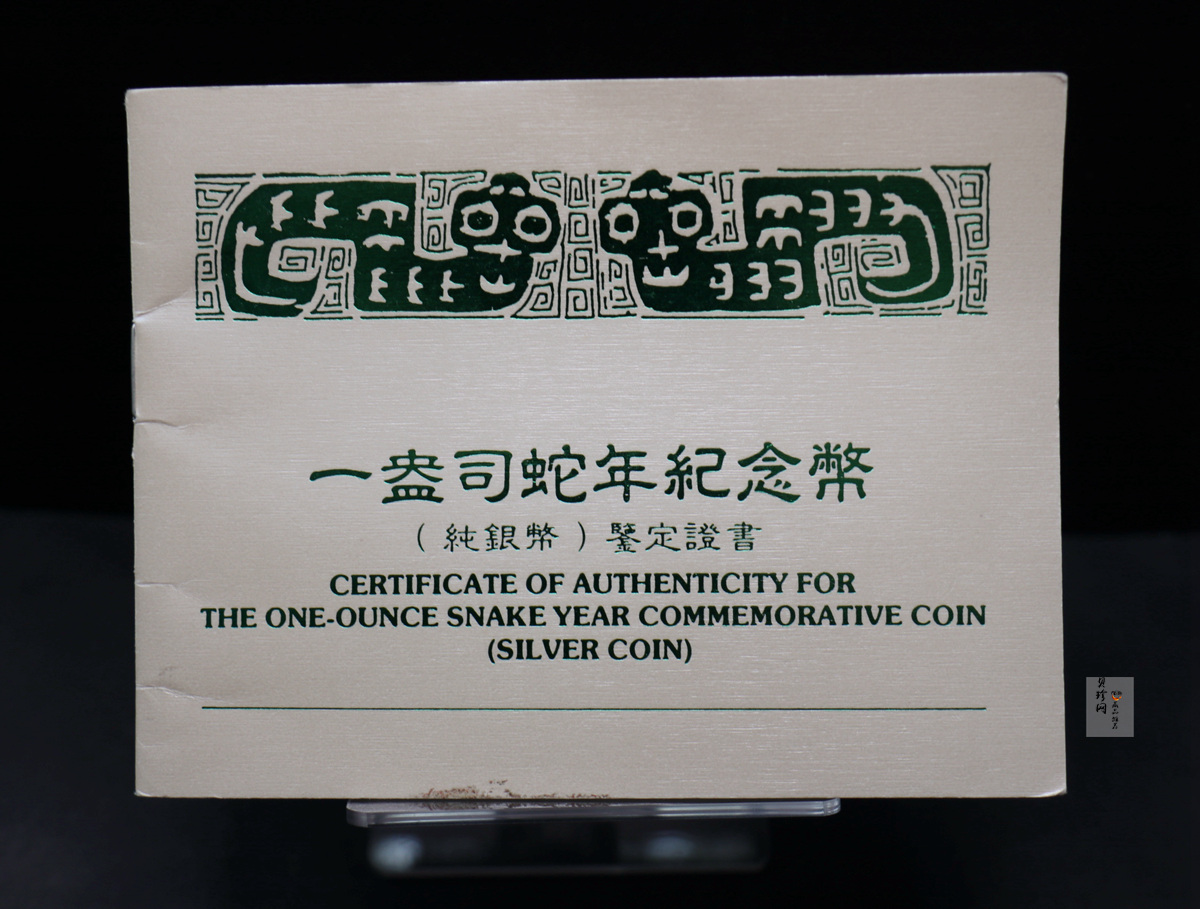 一盎司蛇年紀念幣
（純銀幣）鑒定證書
CERTIFICATE OF AUTHENTICITY FOR
THE ONE-OUNCE SNAKE YEAR COMMEMORATIVE COIN
(SILVER COIN)